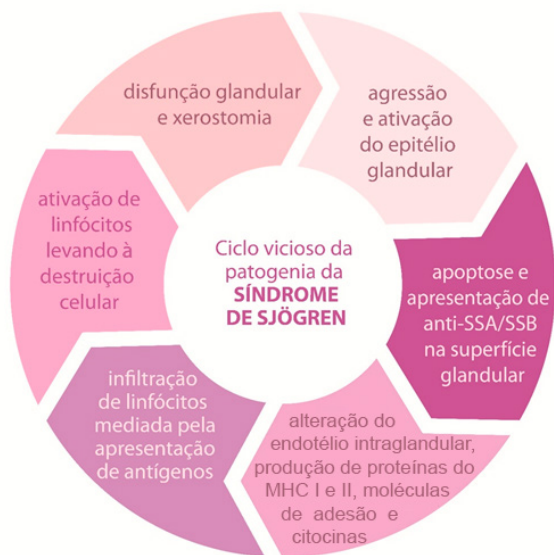 Ciclo vicioso da
patogenia da
SÍNDROME
DE SJÖGREN
agressão
e ativação
do epitélio
glandular
apoptose e
apresentação de
anti-SSA/SSB
na superfície
glandular
alteração do
endotélio intraglandular,
produção de proteínas do
MHC I e II, moléculas
de adesão e
citocinas
infiltração
de linfócitos
mediada pela
apresentação
de antígenos
ativação de
linfócitos
levando à
destruição
celular
disfunção glandular
e xerostomia